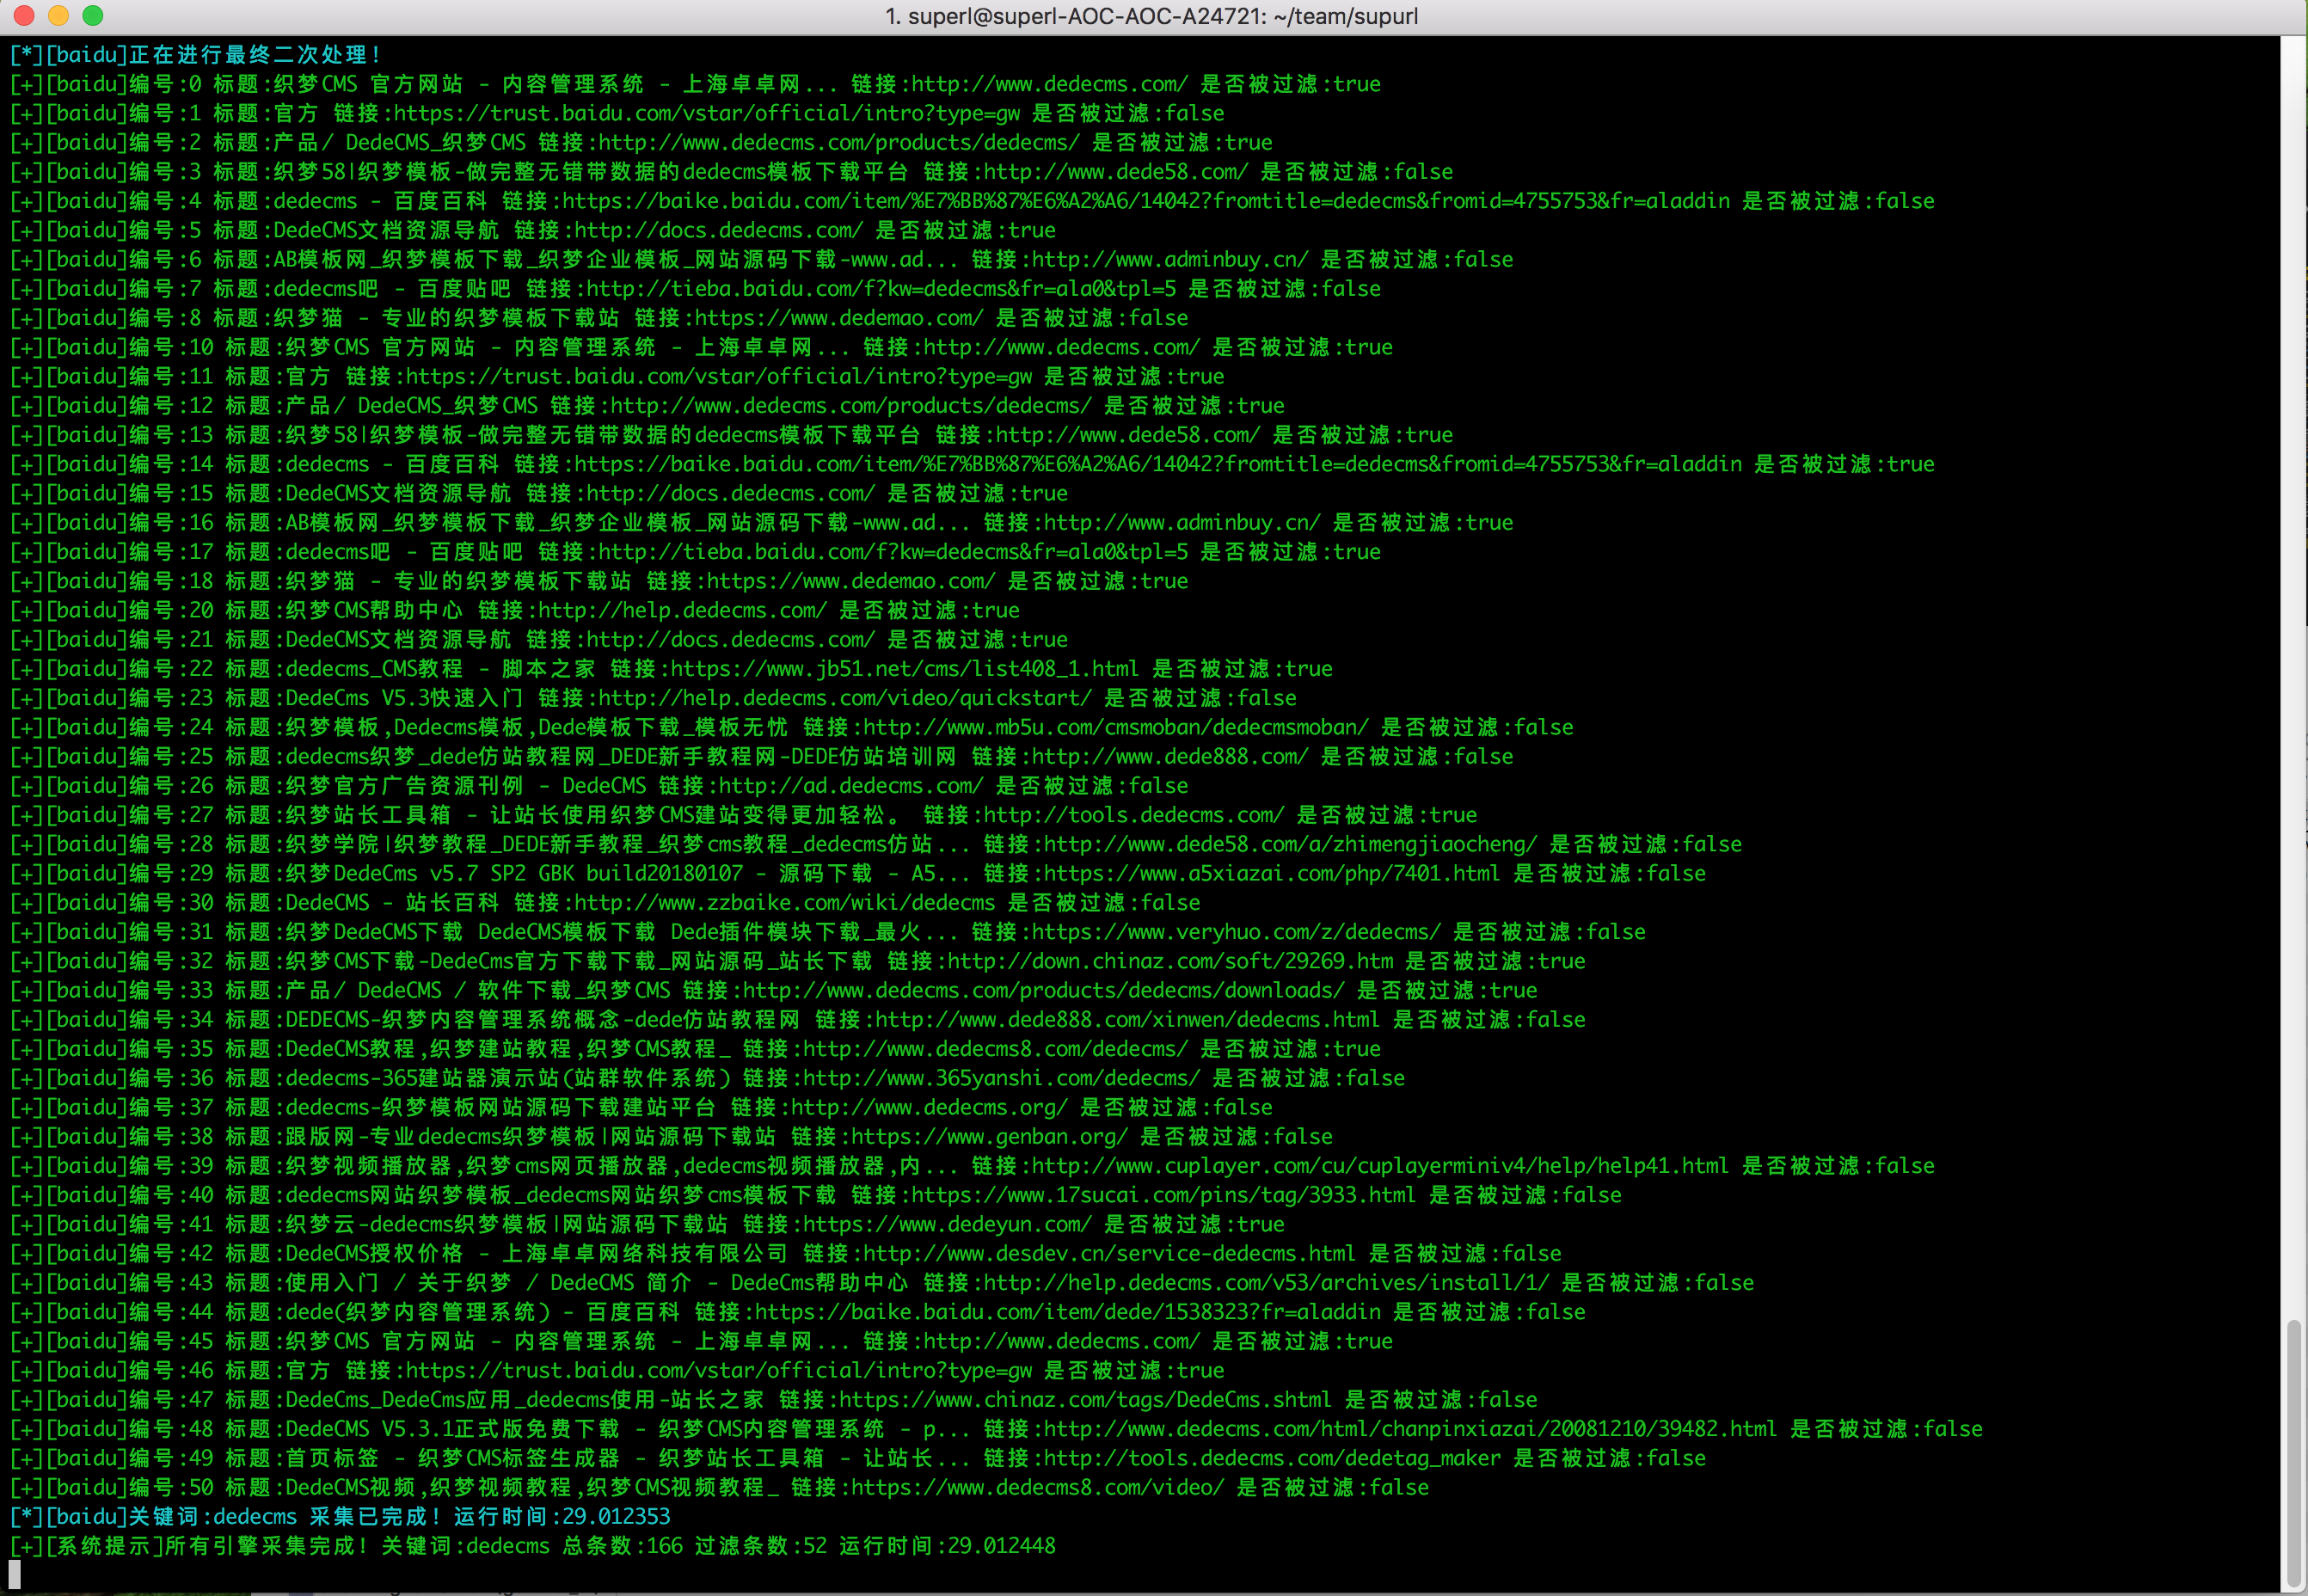 1. superl@superl-AOC-AOC-A24721: ~/team/supurl
[*][baidu]正在进行最终二次处理!
[+][baidu]编号:0 标题:织梦CMS 官方网站 - 内容管理系统 - 上海卓卓网... 链接:http://www.dedecms.com/ 是否被过滤:true
[+][baidu]编号:1 标题:官方 链接:https://trust.baidu.com/vstar/official/intro?type=gw 是否被过滤:false
[+][baidu]编号:2 标题:产品/ DedeCMS_织梦CMS 链接:http://www.dedecms.com/products/dedecms/ 是否被过滤:true
[+][baidu]编号:3 标题:织梦58|织梦模板-做完整无错带数据的dedecms模板下载平台 链接:http://www.dede58.com/ 是否被过滤:false
[+][baidu]编号:4 标题:dedecms - 百度百科 链接:https://baike.baidu.com/item/%E7%BB%87%E6%A2%A6/14042?fromtitle=dedecms&fromid=4755753&fr=aladdin 是否被过滤:false
[+][baidu]编号:5 标题:DedeCMS文档资源导航 链接:http://docs.dedecms.com/ 是否被过滤:true
[+][baidu]编号:6 标题:AB模板网_织梦模板下载_织梦企业模板_网站源码下载-www.ad... 链接:http://www.adminbuy.cn/ 是否被过滤:false
[+][baidu]编号:7 标题:dedecms吧 - 百度贴吧 链接:http://tieba.baidu.com/f?kw=dedecms&fr=ala0&tpl=5 是否被过滤:false
[+][baidu]编号:8 标题:织梦猫 - 专业的织梦模板下载站 链接:https://www.dedemao.com/ 是否被过滤:false
[+][baidu]编号:10 标题:织梦CMS 官方网站 - 内容管理系统 - 上海卓卓网... 链接:http://www.dedecms.com/ 是否被过滤:true
[+][baidu]编号:11 标题:官方 链接:https://trust.baidu.com/vstar/official/intro?type=gw 是否被过滤:true
[+][baidu]编号:12 标题:产品/ DedeCMS_织梦CMS 链接:http://www.dedecms.com/products/dedecms/ 是否被过滤:true
[+][baidu]编号:13 标题:织梦58|织梦模板-做完整无错带数据的dedecms模板下载平台 链接:http://www.dede58.com/ 是否被过滤:true
[+][baidu]编号:14 标题:dedecms - 百度百科 链接:https://baike.baidu.com/item/%E7%BB%87%E6%A2%A6/14042?fromtitle=dedecms&fromid=4755753&fr=aladdin 是否被过滤:true
[+][baidu]编号:15 标题:DedeCMS文档资源导航 链接:http://docs.dedecms.com/ 是否被过滤:true
[+][baidu]编号:16 标题:AB模板网_织梦模板下载_织梦企业模板_网站源码下载-www.ad... 链接:http://www.adminbuy.cn/ 是否被过滤:true
[+][baidu]编号:17 标题:dedecms吧 - 百度贴吧 链接:http://tieba.baidu.com/f?kw=dedecms&fr=ala0&tpl=5 是否被过滤:true
[+][baidu]编号:18 标题:织梦猫 - 专业的织梦模板下载站 链接:https://www.dedemao.com/ 是否被过滤:true
[+][baidu]编号:20 标题:织梦CMS帮助中心 链接:http://help.dedecms.com/ 是否被过滤:true
[+][baidu]编号:21 标题:DedeCMS文档资源导航 链接:http://docs.dedecms.com/ 是否被过滤:true
[+][baidu]编号:22 标题:dedecms_CMS教程 - 脚本之家 链接:https://www.jb51.net/cms/list408_1.html 是否被过滤:true
[+][baidu]编号:23 标题:DedeCms V5.3快速入门 链接:http://help.dedecms.com/video/quickstart/ 是否被过滤:false
[+][baidu]编号:24 标题:织梦模板,Dedecms模板,Dede模板下载_模板无忧 链接:http://www.mb5u.com/cmsmoban/dedecmsmoban/ 是否被过滤:false
[+][baidu]编号:25 标题:dedecms织梦_dede仿站教程网_DEDE新手教程网-DEDE仿站培训网 链接:http://www.dede888.com/ 是否被过滤:false
[+][baidu]编号:26 标题:织梦官方广告资源刊例 - DedeCMS 链接:http://ad.dedecms.com/ 是否被过滤:false
[+][baidu]编号:27 标题:织梦站长工具箱 - 让站长使用织梦CMS建站变得更加轻松。 链接:http://tools.dedecms.com/ 是否被过滤:true
[+][baidu]编号:28 标题:织梦学院|织梦教程_DEDE新手教程_织梦cms教程_dedecms仿站... 链接:http://www.dede58.com/a/zhimengjiaocheng/ 是否被过滤:false
[+][baidu]编号:29 标题:织梦DedeCms v5.7 SP2 GBK build20180107 - 源码下载 - A5... 链接:https://www.a5xiazai.com/php/7401.html 是否被过滤:false
[+][baidu]编号:30 标题:DedeCMS - 站长百科 链接:http://www.zzbaike.com/wiki/dedecms 是否被过滤:false
[+][baidu]编号:31 标题:织梦DedeCMS下载 DedeCMS模板下载 Dede插件模块下载_最火... 链接:https://www.veryhuo.com/z/dedecms/ 是否被过滤:false
[+][baidu]编号:32 标题:织梦CMS下载-DedeCms官方下载下载_网站源码_站长下载 链接:http://down.chinaz.com/soft/29269.htm 是否被过滤:true
[+][baidu]编号:33 标题:产品/ DedeCMS / 软件下载_织梦CMS 链接:http://www.dedecms.com/products/dedecms/downloads/ 是否被过滤:true
[+][baidu]编号:34 标题:DEDECMS-织梦内容管理系统概念-dede仿站教程网 链接:http://www.dede888.com/xinwen/dedecms.html 是否被过滤:false
[+][baidu]编号:35 标题:DedeCMS教程,织梦建站教程,织梦CMS教程_ 链接:http://www.dedecms8.com/dedecms/ 是否被过滤:true
[+][baidu]编号:36 标题:dedecms-365建站器演示站(站群软件系统) 链接:http://www.365yanshi.com/dedecms/ 是否被过滤:false
[+][baidu]编号:37 标题:dedecms-织梦模板网站源码下载建站平台 链接:http://www.dedecms.org/ 是否被过滤:false
[+][baidu]编号:38 标题:跟版网-专业dedecms织梦模板|网站源码下载站 链接:https://www.genban.org/ 是否被过滤:false
[+][baidu]编号:39 标题:织梦视频播放器,织梦cms网页播放器,dedecms视频播放器,内... 链接:http://www.cuplayer.com/cu/cuplayerminiv4/help/help41.html 是否被过滤:false
[+][baidu]编号:40 标题:dedecms网站织梦模板_dedecms网站织梦cms模板下载 链接:https://www.17sucai.com/pins/tag/3933.html 是否被过滤:false
[+][baidu]编号:41 标题:织梦云-dedecms织梦模板|网站源码下载站 链接:https://www.dedeyun.com/ 是否被过滤:true
[+][baidu]编号:42 标题:DedeCMS授权价格 - 上海卓卓网络科技有限公司 链接:http://www.desdev.cn/service-dedecms.html 是否被过滤:false
[+][baidu]编号:43 标题:使用入门 / 关于织梦 / DedeCMS 简介 - DedeCms帮助中心 链接:http://help.dedecms.com/v53/archives/install/1/ 是否被过滤:false
[+][baidu]编号:44 标题:dede(织梦内容管理系统) - 百度百科 链接:https://baike.baidu.com/item/dede/1538323?fr=aladdin 是否被过滤:false
[+][baidu]编号:45 标题:织梦CMS 官方网站 - 内容管理系统 - 上海卓卓网... 链接:http://www.dedecms.com/ 是否被过滤:true
[+][baidu]编号:46 标题:官方 链接:https://trust.baidu.com/vstar/official/intro?type=gw 是否被过滤:true
[+][baidu]编号:47 标题:DedeCms_DedeCms应用_dedecms使用-站长之家 链接:https://www.chinaz.com/tags/DedeCms.shtml 是否被过滤:false
[+][baidu]编号:48 标题:DedeCMS V5.3.1正式版免费下载 - 织梦CMS内容管理系统 - p... 链接:http://www.dedecms.com/html/chanpinxiazai/20081210/39482.html 是否被过滤:false
[+][baidu]编号:49 标题:首页标签 - 织梦CMS标签生成器 - 织梦站长工具箱 - 让站长... 链接:http://tools.dedecms.com/dedetag_maker 是否被过滤:false
[+][baidu]编号:50 标题:DedeCMS视频,织梦视频教程,织梦CMS视频教程_ 链接:https://www.dedecms8.com/video/ 是否被过滤:false
[*][baidu]关键词:dedecms 采集已完成! 运行时间:29.012353
[+][系统提示]所有引擎采集完成! 关键词:dedecms 总条数:166 过滤条数:52 运行时间:29.012448